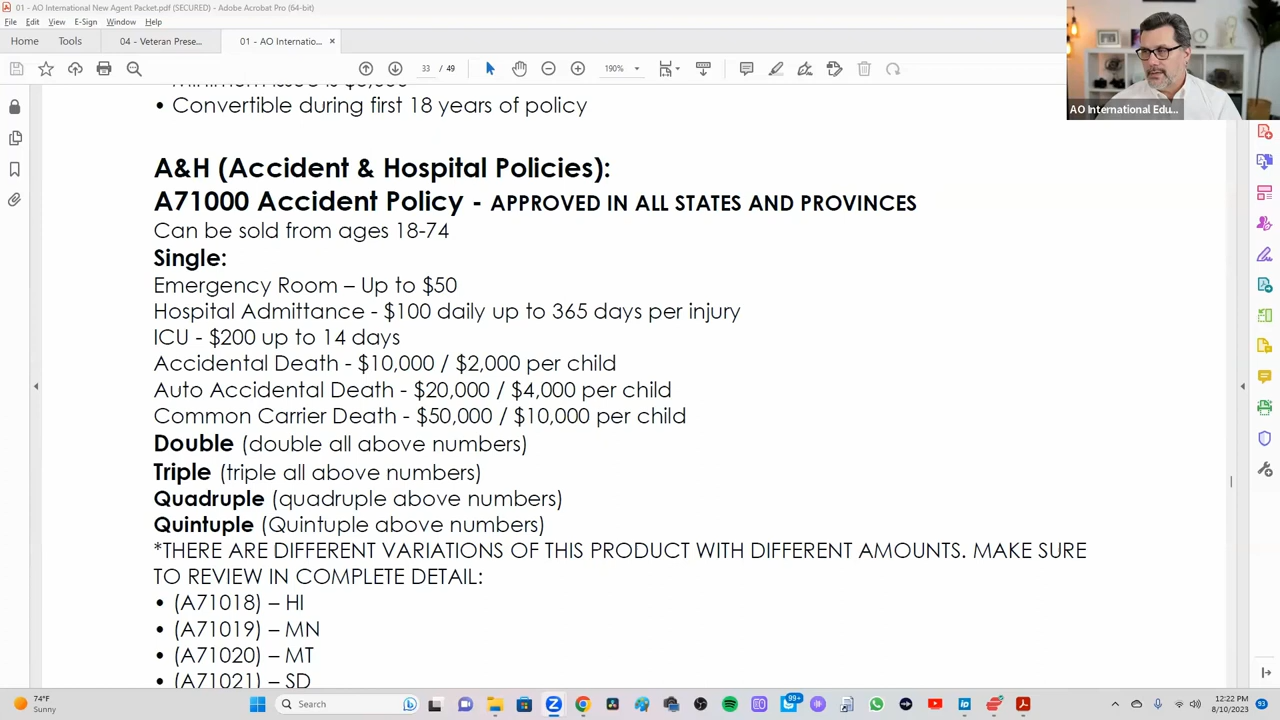 01 - AO International New Agent Packet.pdf (SECURED) - Adobe Acrobat Pro (64-bit)
File Edit View E-Sign Window Help
Home Tools 04 - Veteran Prese... 01 - AO Internatio... ×
33 / 49 190%
• Convertible during first 18 years of policy
A&H (Accident & Hospital Policies):
A71000 Accident Policy - APPROVED IN ALL STATES AND PROVINCES
Can be sold from ages 18-74
Single:
Emergency Room – Up to $50
Hospital Admittance - $100 daily up to 365 days per injury
ICU - $200 up to 14 days
Accidental Death - $10,000 / $2,000 per child
Auto Accidental Death - $20,000 / $4,000 per child
Common Carrier Death - $50,000 / $10,000 per child
Double (double all above numbers)
Triple (triple all above numbers)
Quadruple (quadruple above numbers)
Quintuple (Quintuple above numbers)
*THERE ARE DIFFERENT VARIATIONS OF THIS PRODUCT WITH DIFFERENT AMOUNTS. MAKE SURE
TO REVIEW IN COMPLETE DETAIL:
• (A71018) – HI
• (A71019) – MN
• (A71020) – MT
• (A71021) – SD
AO International Edu...
74°F
Sunny
Search
99+
12:22 PM
8/10/2023
93